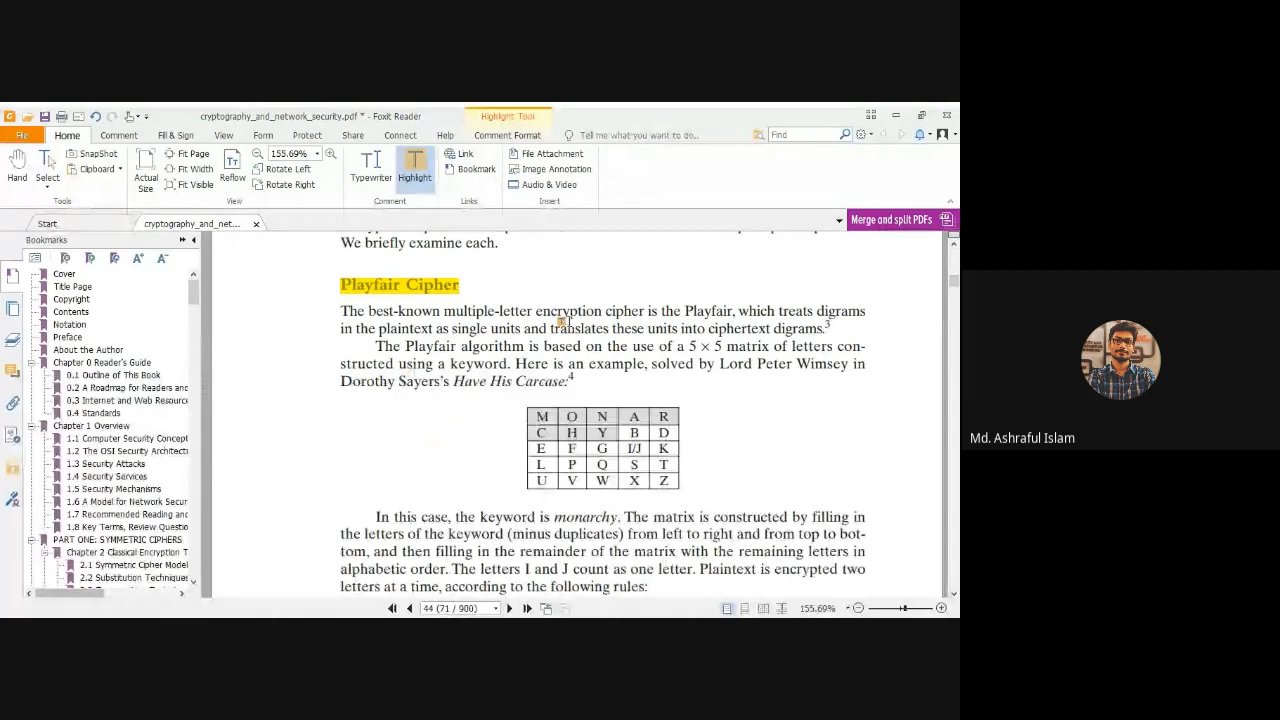 cryptography_and_network_security.pdf * - Foxit Reader
Highlight Tool
File
Home
Comment
Fill & Sign
View
Form
Protect
Share
Connect
Help
Comment Format
Tell me what you want to do...
Find
Hand
Select
SnapShot
Clipboard
Tools
Actual
Size
Fit Page
Fit Width
Fit Visible
Reflow
155.69%
Rotate Left
Rotate Right
View
Typewriter
Highlight
Comment
Link
Bookmark
Links
File Attachment
Image Annotation
Audio & Video
Insert
Start
cryptography_and_net...
Merge and split PDFs
Bookmarks
Cover
Title Page
Copyright
Contents
Notation
Preface
About the Author
Chapter 0 Reader's Guide
0.1 Outline of This Book
0.2 A Roadmap for Readers and
0.3 Internet and Web Resource
0.4 Standards
Chapter 1 Overview
1.1 Computer Security Concept
1.2 The OSI Security Architect
1.3 Security Attacks
1.4 Security Services
1.5 Security Mechanisms
1.6 A Model for Network Secur
1.7 Recommended Reading and
1.8 Key Terms, Review Questio
PART ONE: SYMMETRIC CIPHERS
Chapter 2 Classical Encryption T
2.1 Symmetric Cipher Model
2.2 Substitution Techniques
We briefly examine each.
Playfair Cipher
The best-known multiple-letter encryption cipher is the Playfair, which treats digrams
in the plaintext as single units and translates these units into ciphertext digrams.3
The Playfair algorithm is based on the use of a 5 × 5 matrix of letters con-
structed using a keyword. Here is an example, solved by Lord Peter Wimsey in
Dorothy Sayers's Have His Carcase:4
M O N A R
C H Y B D
E F G I/J K
L P Q S T
U V W X Z
In this case, the keyword is monarchy. The matrix is constructed by filling in
the letters of the keyword (minus duplicates) from left to right and from top to bot-
tom, and then filling in the remainder of the matrix with the remaining letters in
alphabetic order. The letters I and J count as one letter. Plaintext is encrypted two
letters at a time, according to the following rules:
44 (71 / 900)
155.69%
Md. Ashraful Islam